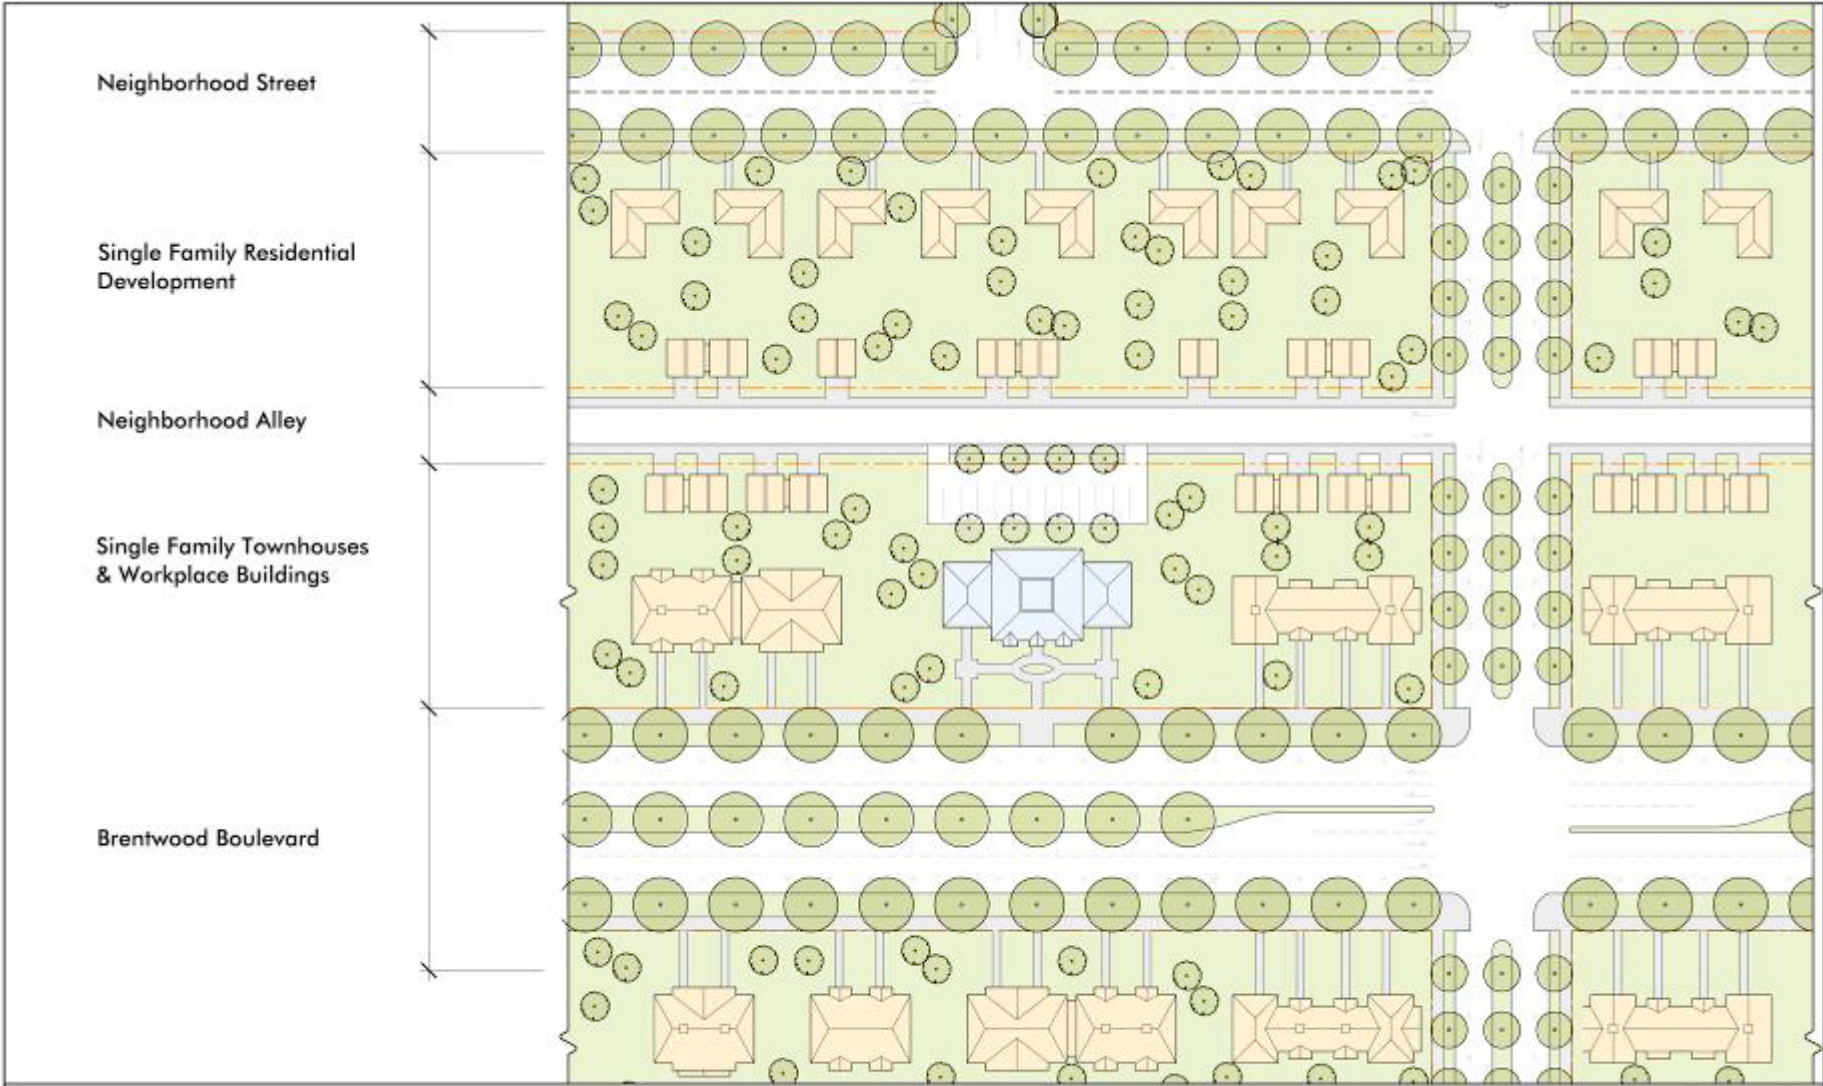 Neighborhood Street
Single Family Residential
Development
Neighborhood Alley
Single Family Townhouses
& Workplace Buildings
Brentwood Boulevard